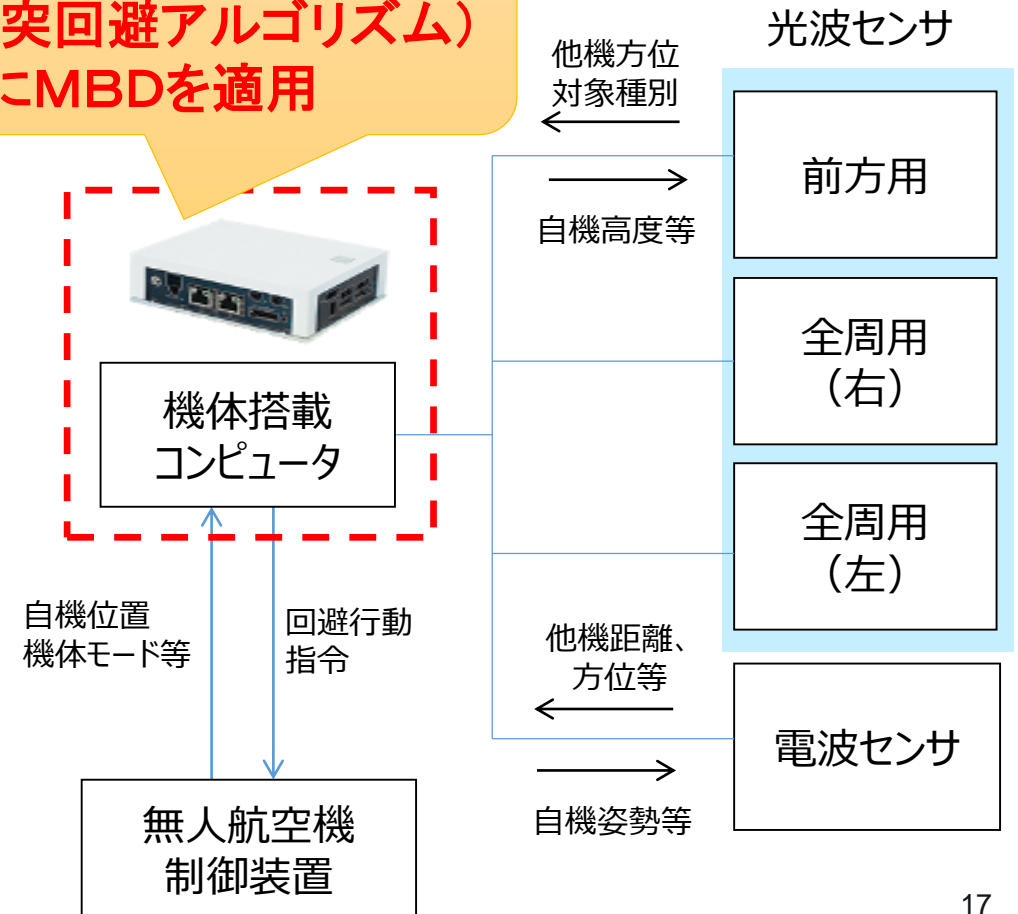 突回避アルゴリズム）
にMBDを適用
光波センサ
他機方位
対象種別
自機高度等
前方用
全周用
（右）
全周用
（左）
機体搭載
コンピュータ
自機位置
機体モード等
回避行動
指令
他機距離、
方位等
自機姿勢等
電波センサ
無人航空機
制御装置
17